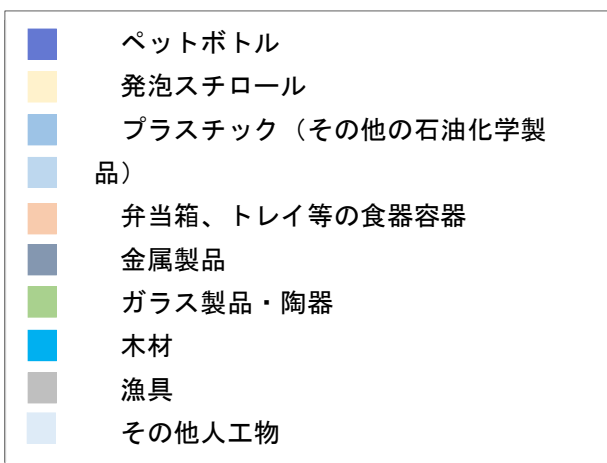 ペットボトル
発泡スチロール
プラスチック（その他の石油化学製
品）
弁当箱、トレイ等の食器容器
金属製品
ガラス製品・陶器
木材
漁具
その他人工物